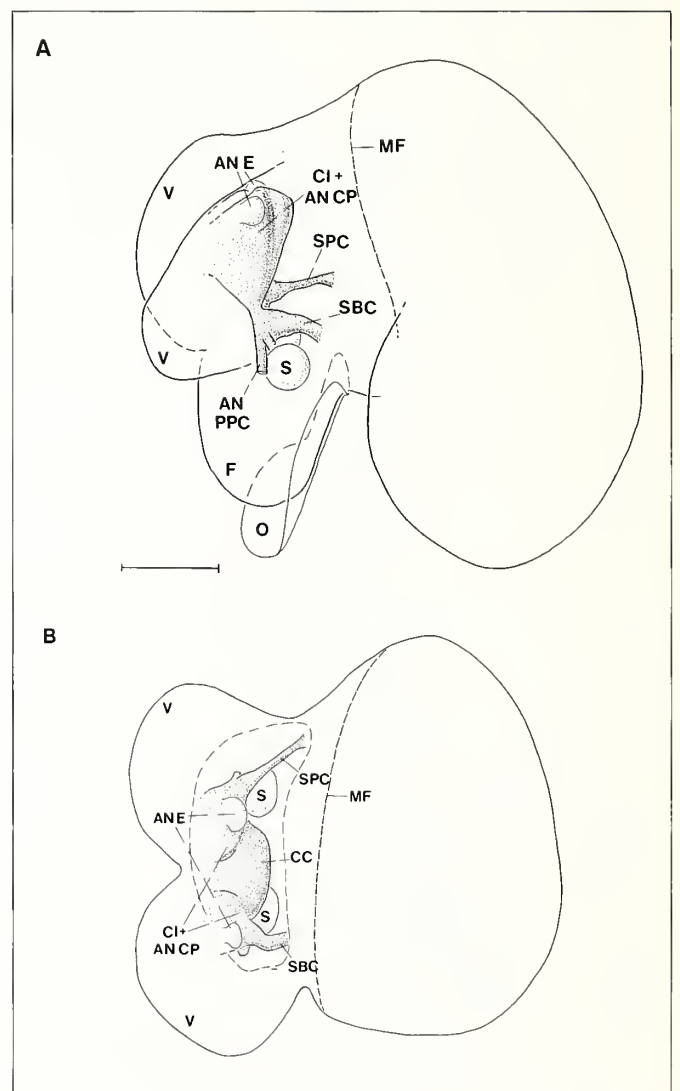 A
MF
AN E
V
CI +
AN CP
SPC
SBC
V
S
AN
PPC
F
O
B
V
SPC
S
MF
AN E
CC
S
CI +
AN CP
SBC
V